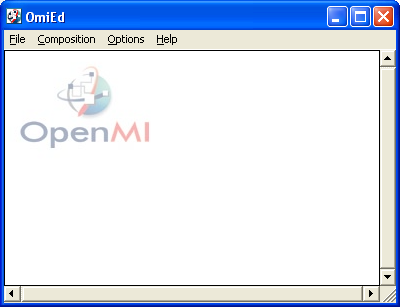 OmiEd
File Composition Options Help
OpenMI